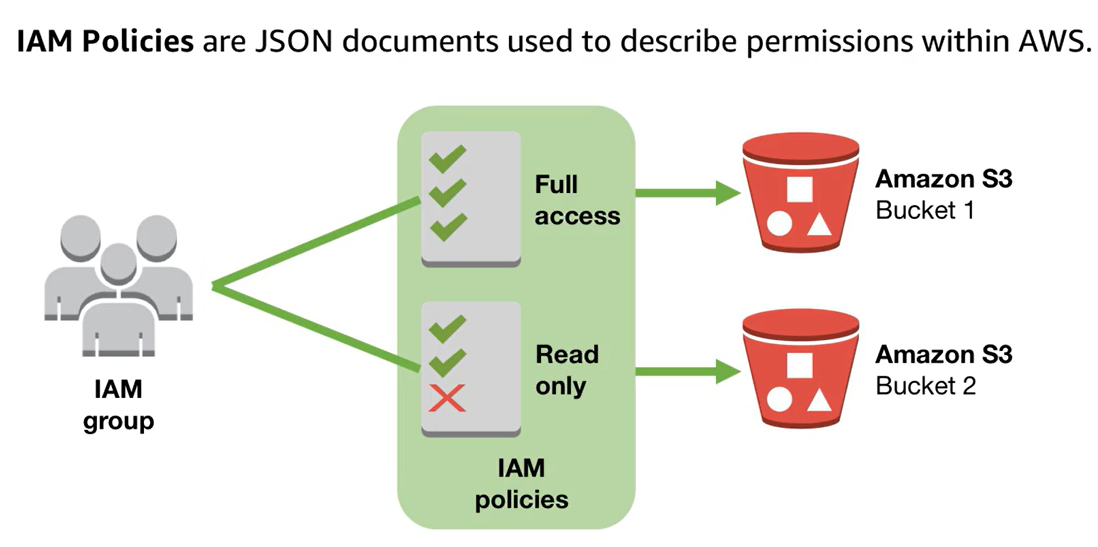 IAM Policies are JSON documents used to describe permissions within AWS.
Full
access
Amazon S3
Bucket 1
IAM
group
Read
only
Amazon S3
Bucket 2
IAM
policies